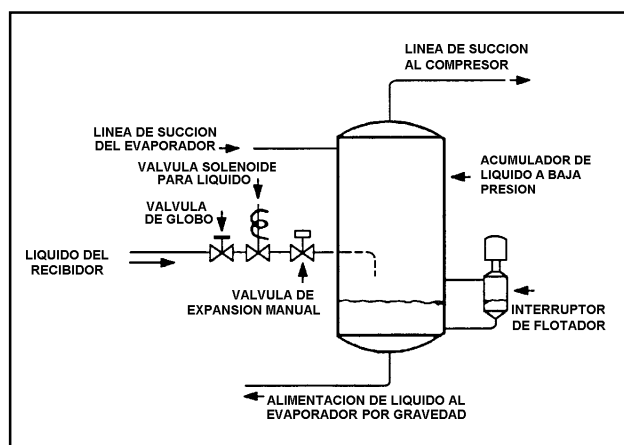 LINEA DE SUCCION
AL COMPRESOR
LINEA DE SUCCION
DEL EVAPORADOR
VALVULA SOLENOIDE
PARA LIQUIDO
ACUMULADOR DE
LIQUIDO A BAJA
PRESION
VALVULA
DE GLOBO
LIQUIDO DEL
RECIBIDOR
VALVULA DE
EXPANSION MANUAL
INTERRUPTOR
DE FLOTADOR
ALIMENTACION DE LIQUIDO AL
EVAPORADOR POR GRAVEDAD